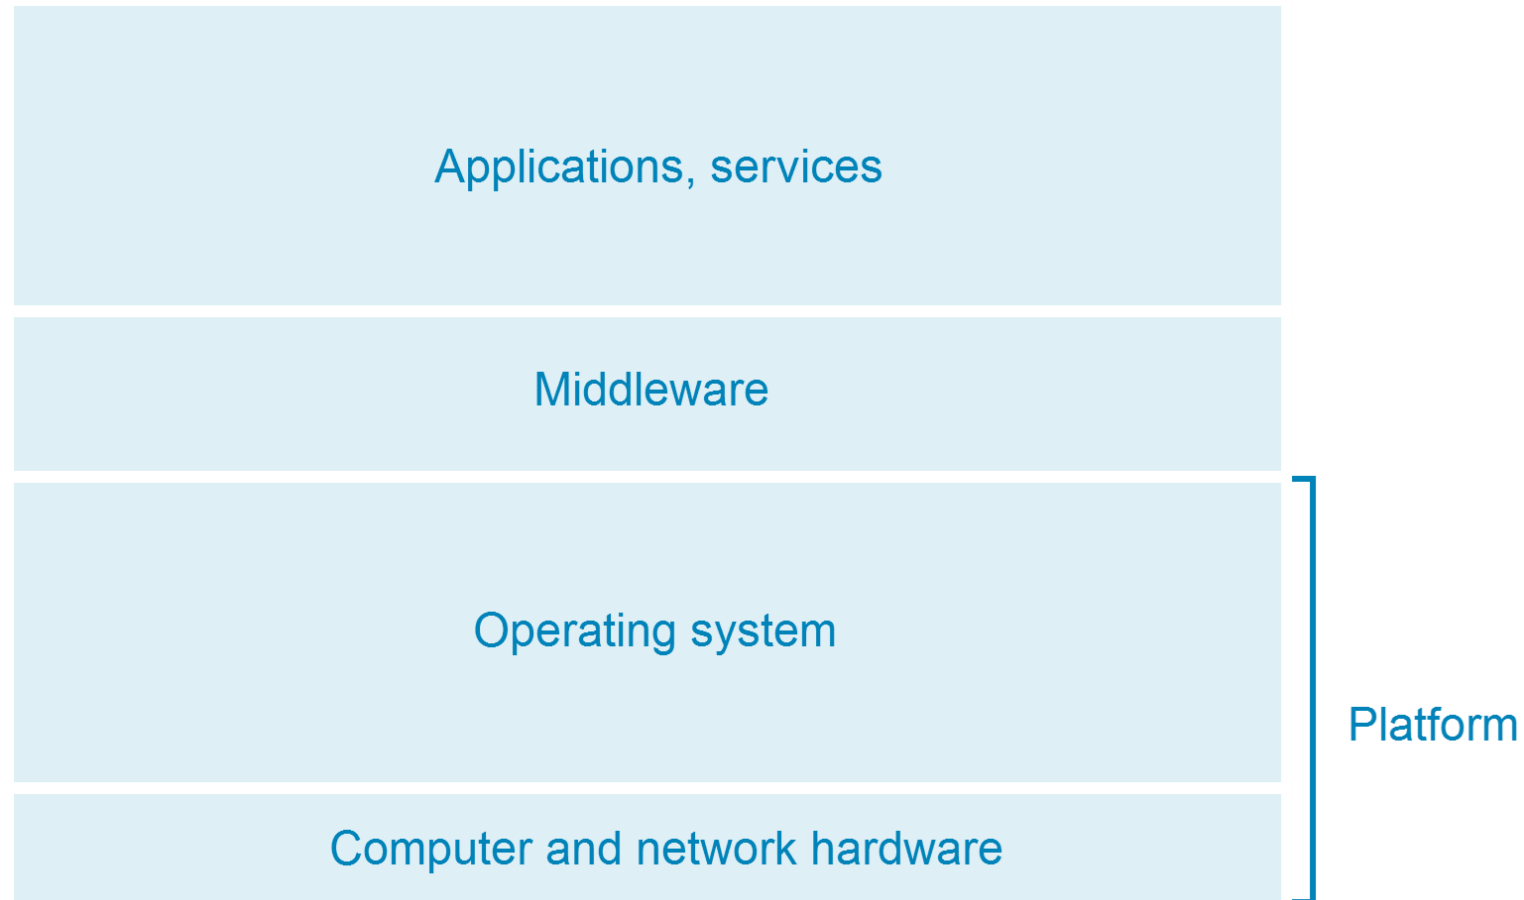 Applications, services
Middleware
Operating system
Platform
Computer and network hardware